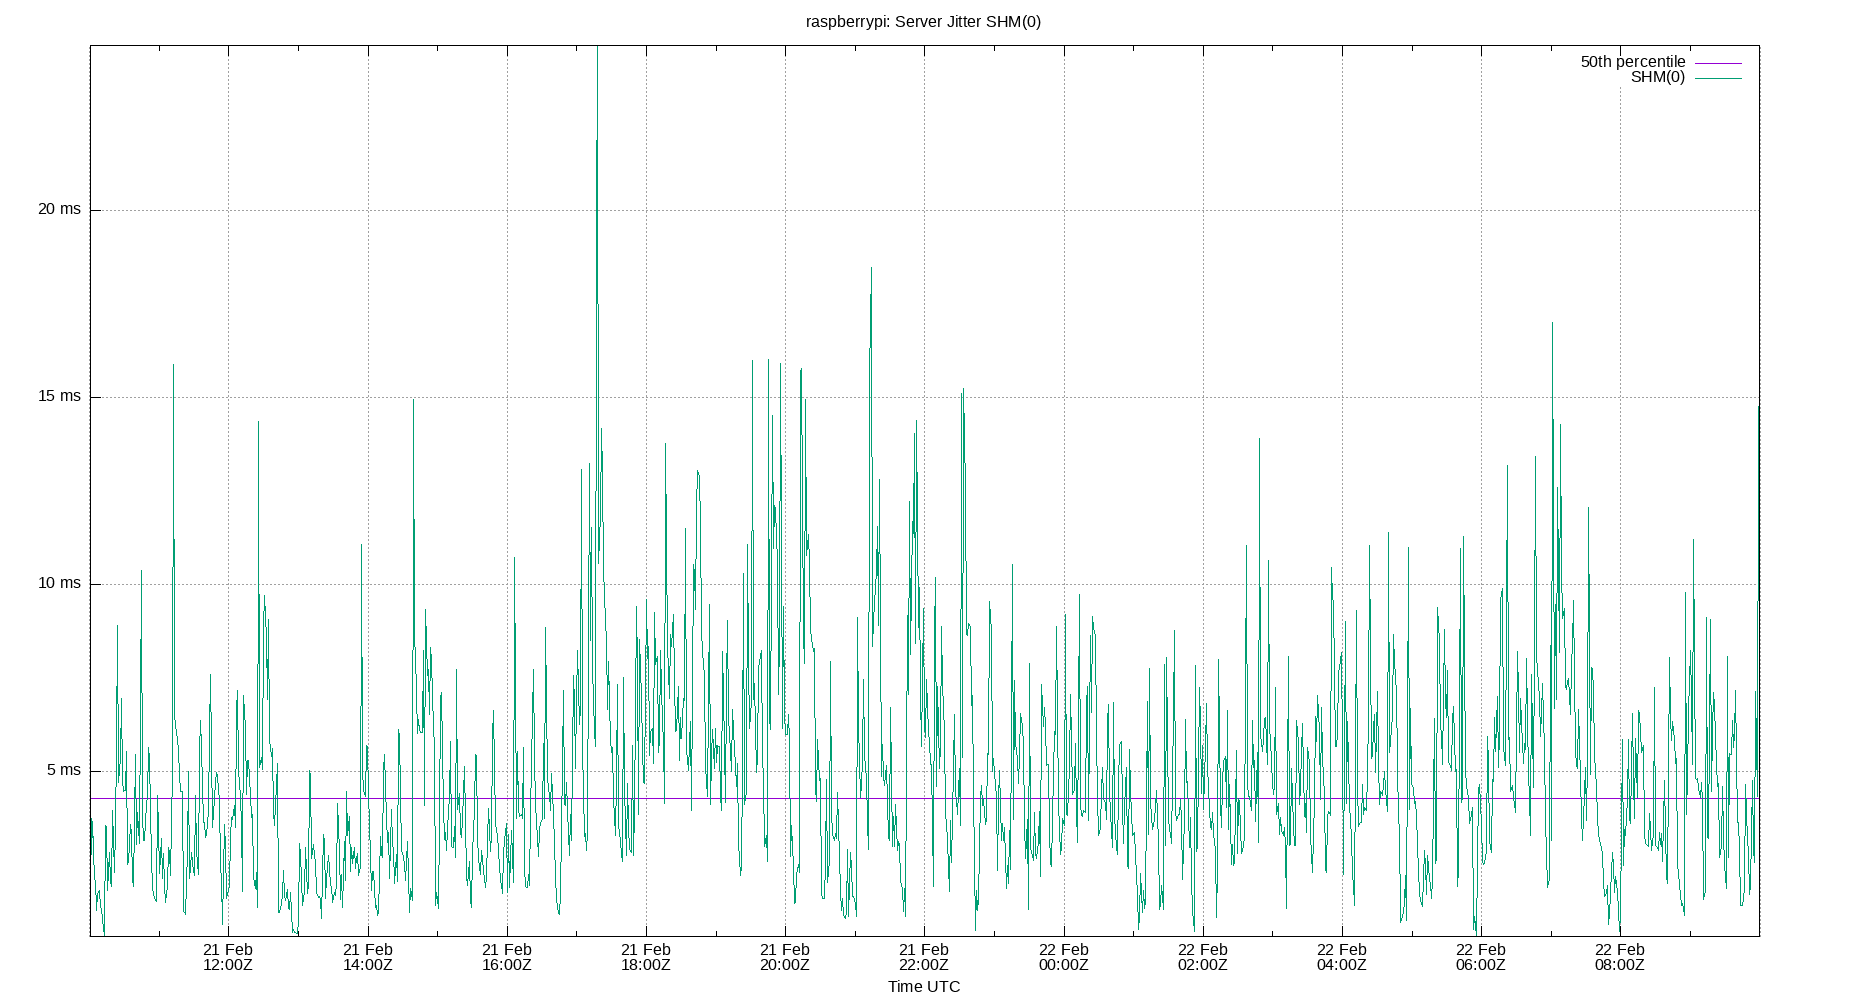 raspberrypi: Server Jitter SHM(0)
50th percentile
SHM(0)
20 ms
15 ms
10 ms
5 ms
21 Feb 21 Feb 21 Feb 21 Feb 21 Feb 21 Feb 22 Feb 22 Feb 22 Feb 22 Feb 22 Feb
12:00Z 14:00Z 16:00Z 18:00Z 20:00Z 22:00Z 00:00Z 02:00Z 04:00Z 06:00Z 08:00Z
Time UTC